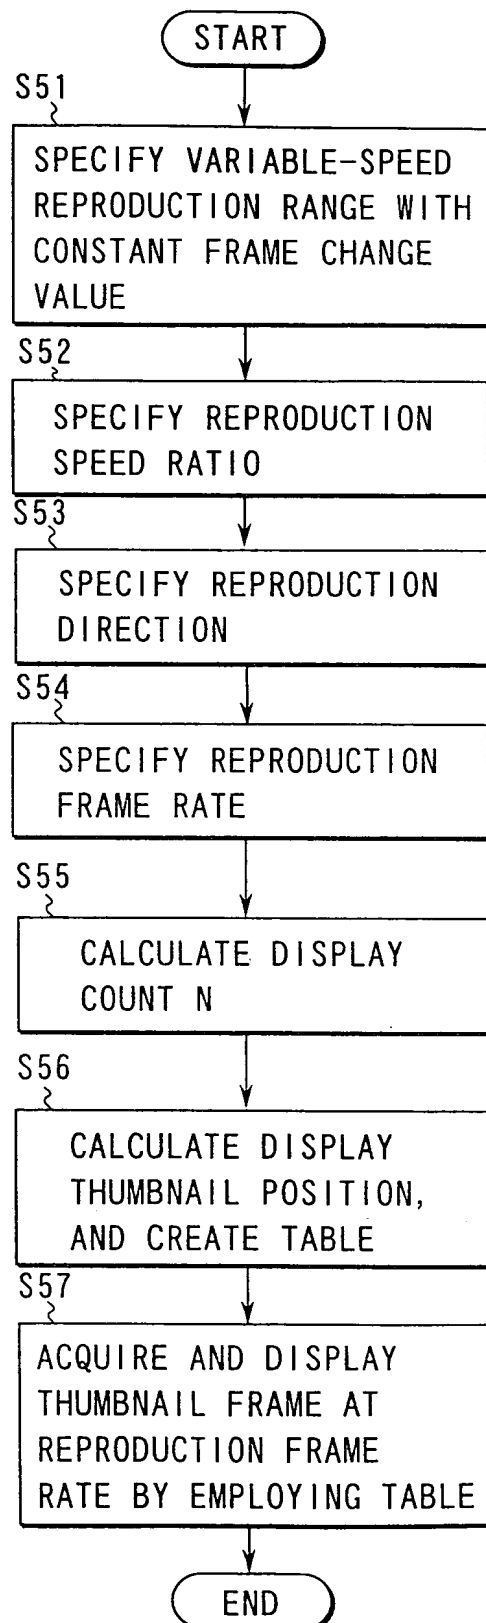 START
S51
SPECIFY VARIABLE-SPEED
REPRODUCTION RANGE WITH
CONSTANT FRAME CHANGE
VALUE
S52
SPECIFY REPRODUCTION
SPEED RATIO
S53
SPECIFY REPRODUCTION
DIRECTION
S54
SPECIFY REPRODUCTION
FRAME RATE
S55
CALCULATE DISPLAY
COUNT N
S56
CALCULATE DISPLAY
THUMBNAIL POSITION,
AND CREATE TABLE
S57
ACQUIRE AND DISPLAY
THUMBNAIL FRAME AT
REPRODUCTION FRAME
RATE BY EMPLOYING TABLE
END